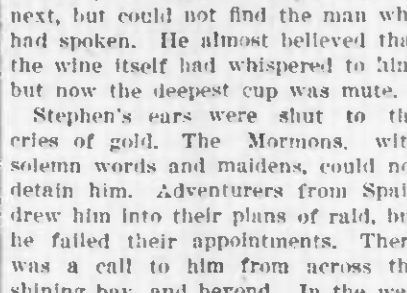 next, but could not find the man wh
had spoken. He almost believed tha
the wine itself had whispered to him
but now the deepest cup was mute.
Stephen's ears were shut to th
cries of gold. The Mormons, wit
solemn words and maidens, could no
detain him. Adventurers from Spai
drew him into their plans of raid, bu
he failed their appointments. Ther
was a call to him from across th
shining bay, and beyond. In the we